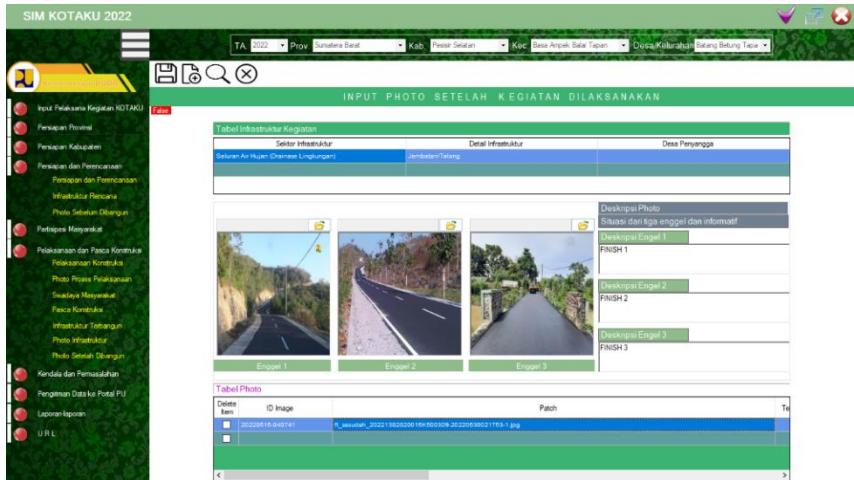 SIM KOTAKU 2022
TA. 2022 Prov Sumatera Barat Kab. Pesisir Selatan Kec Basa Ampek Balai Tapan Desa/Kelurahan Batang Betung Tapa
INPUT PHOTO SETELAH KEGIATAN DILAKSANAKAN
False
Input Pelaksana Kegiatan KOTAKU
Persiapan Provinsi
Persiapan Kabupaten
Persiapan dan Perencanaan
Persiapan dan Perencanaan
Infrastruktur Rencana
Photo Sebelum Dibangun
Partisipasi Masyarakat
Pelaksanaan dan Pasca Konstruksi
Pelaksanaan Konstruksi
Photo Proses Pelaksanaan
Swadaya Masyarakat
Pasca Konstruksi
Infrastruktur Terbangun
Photo Infrastruktur
Photo Setelah Dibangun
Kendala dan Permasalahan
Pengiriman Data ke Portal PU
Laporan-laporan
URL
Tabel Infrastruktur Kegiatan
Sektor Infrastruktur Detail Infrastruktur Desa Penyangga
Saluran Air Hujan (Drainase Lingkungan) Jembatan/Talang
Deskripsi Photo
Situasi dari tiga enggel dan informatif
Deskripsi Engel 1
FINISH 1
Deskripsi Engel 2
FINISH 2
Deskripsi Engel 3
FINISH 3
Enggel 1 Enggel 2 Enggel 3
Tabel Photo
Delete Item ID Image Patch Te